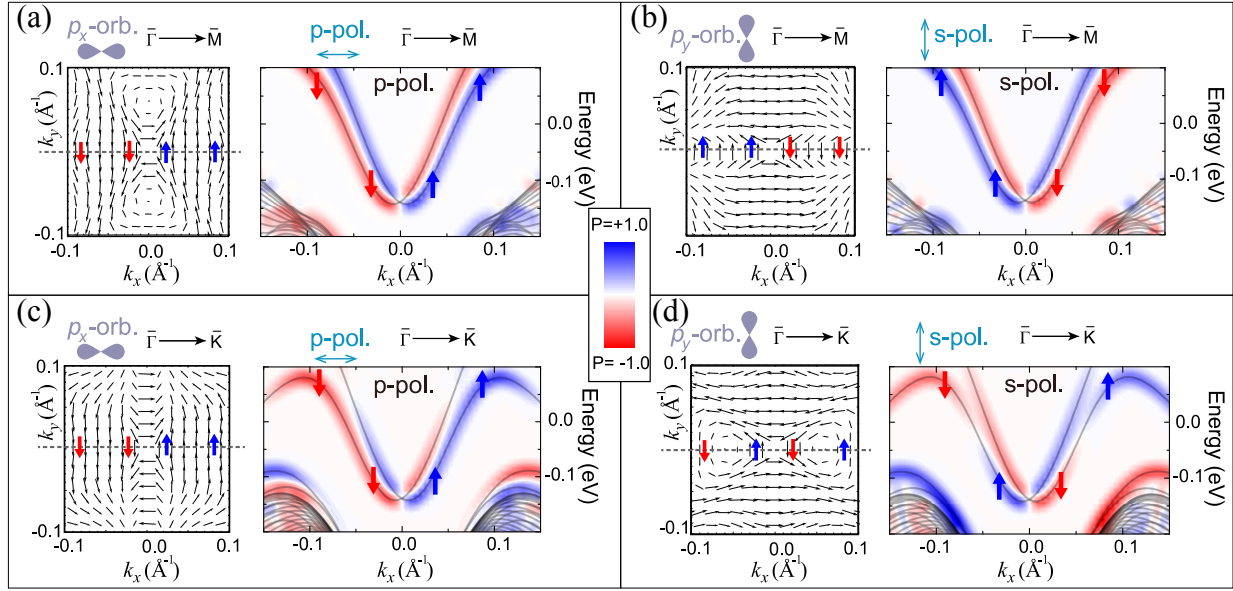 (a)
px-orb.
Γ̄ → M̄
p-pol.
Γ̄ → M̄
0.1
ky (Å-1)
-0.1
-0.1
0.0
0.1
kx (Å-1)
p-pol.
0.0
-0.1
Energy (eV)
-0.1
0.0
0.1
kx (Å-1)
(b)
py-orb.
Γ̄ → M̄
s-pol.
Γ̄ → M̄
0.1
ky (Å-1)
-0.1
-0.1
0.0
0.1
kx (Å-1)
s-pol.
0.0
-0.1
Energy (eV)
-0.1
0.0
0.1
kx (Å-1)
P=+1.0
P= -1.0
(c)
px-orb.
Γ̄ → K̄
p-pol.
Γ̄ → K̄
0.1
ky (Å-1)
-0.1
-0.1
0.0
0.1
kx (Å-1)
p-pol.
0.0
-0.1
Energy (eV)
-0.1
0.0
0.1
kx (Å-1)
(d)
py-orb.
Γ̄ → K̄
s-pol.
Γ̄ → K̄
0.1
ky (Å-1)
-0.1
-0.1
0.0
0.1
kx (Å-1)
s-pol.
0.0
-0.1
Energy (eV)
-0.1
0.0
0.1
kx (Å-1)